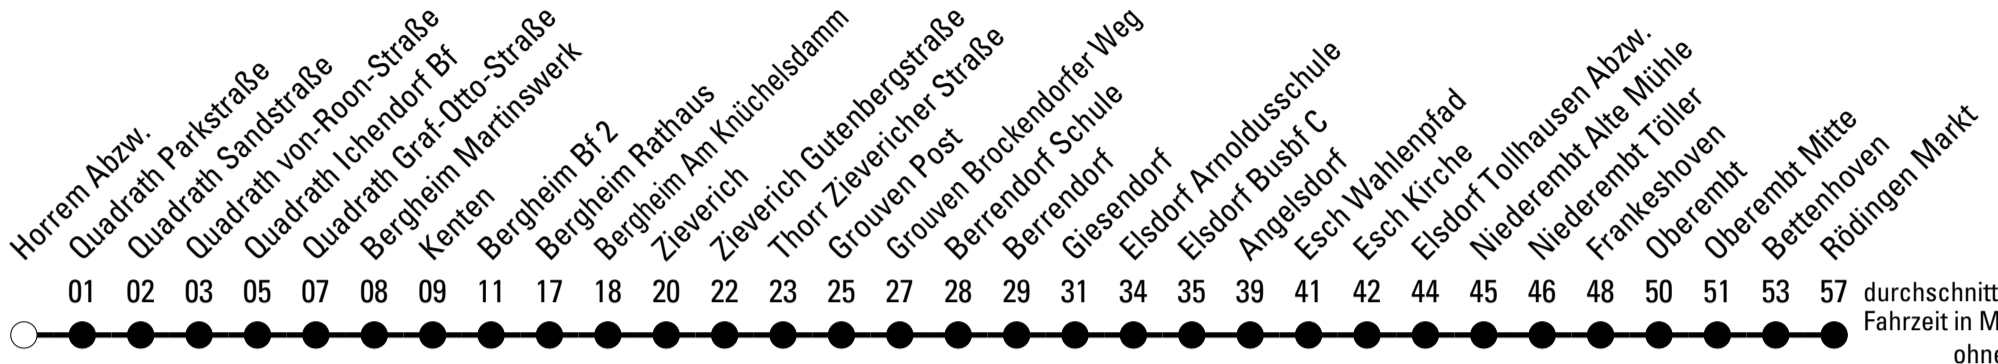 Horrem Abzw.
Quadrath Parkstraße
Quadrath Sandstraße
Quadrath von-Roon-Straße
Quadrath Ichendorf Bf
Quadrath Graf-Otto-Straße
Bergheim Martinswerk
Kenten
Bergheim Bf 2
Bergheim Rathaus
Bergheim Am Knüchelsdamm
Zieverich
Zieverich Gutenbergstraße
Thorr Zievericher Straße
Grouven Post
Grouven Brockendorfer Weg
Berrendorf Schule
Berrendorf
Giesendorf
Elsdorf Arnoldusschule
Elsdorf Busbf C
Angelsdorf
Esch Wahlenpfad
Esch Kirche
Elsdorf Tollhausen Abzw.
Niederembt Alte Mühle
Niederembt Töller
Frankeshoven
Oberembt
Oberembt Mitte
Bettenhoven
Rödingen Markt
01 02 03 05 07 08 09 11 17 18 20 22 23 25 27 28 29 31 34 35 39 41 42 44 45 46 48 50 51 53 57 durchschnitt
Fahrzeit in M
ohne